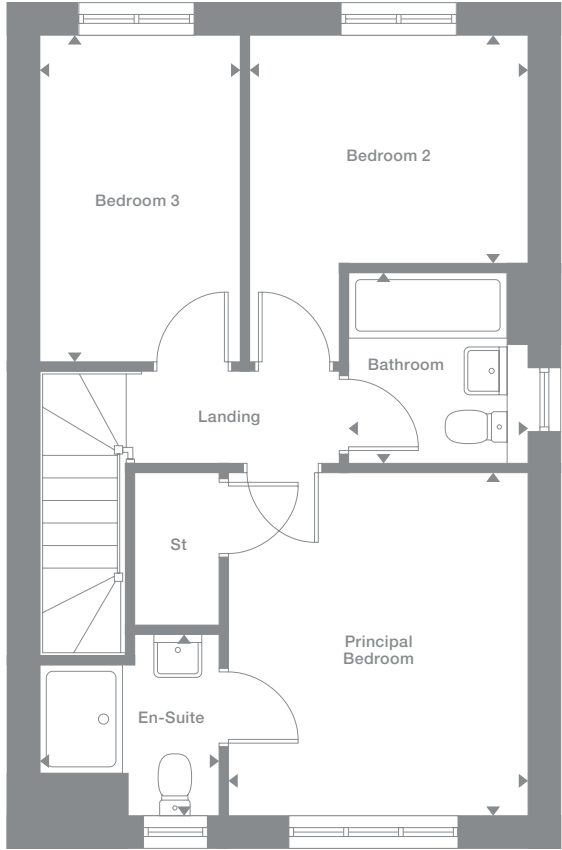 Bedroom 2
Bedroom 3
Bathroom
Landing
St
Principal
Bedroom
En-Suite